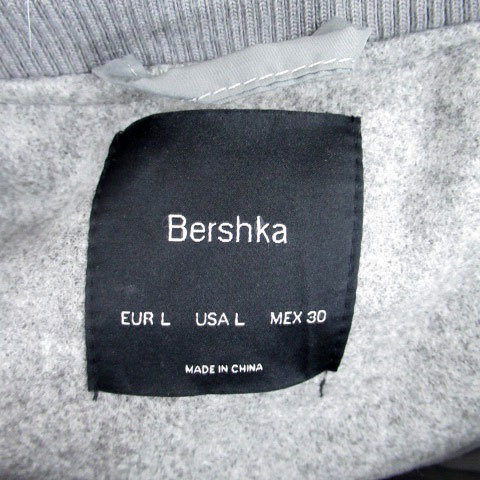 Bershka
EUR L USA L MEX 30
MADE IN CHINA